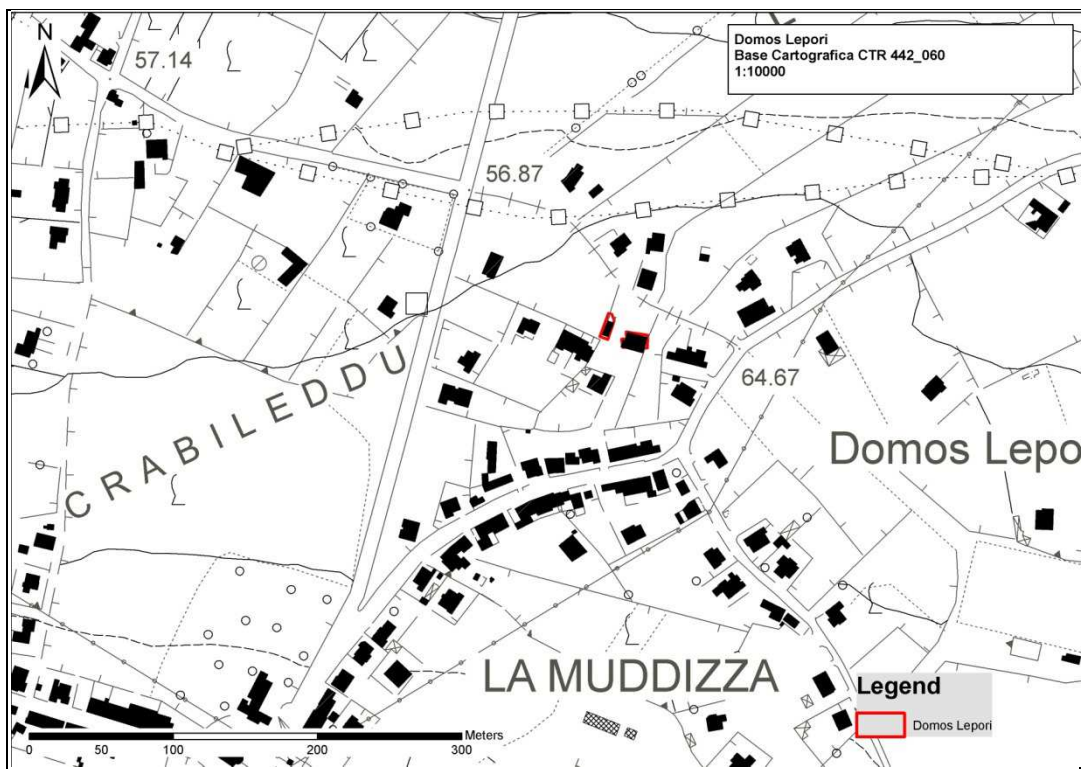 N
57.14
Domos Lepori
Base Cartografica CTR 442_060
1:10000
56.87
CRABILEDDU
64.67
Domos Lepo
LA MUDDIZZA
Legend
Domos Lepori
Meters
0 50 100 200 300